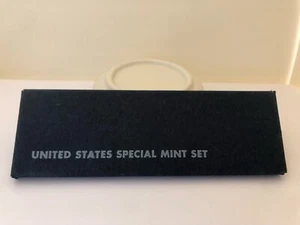 UNITED STATES SPECIAL MINT SET